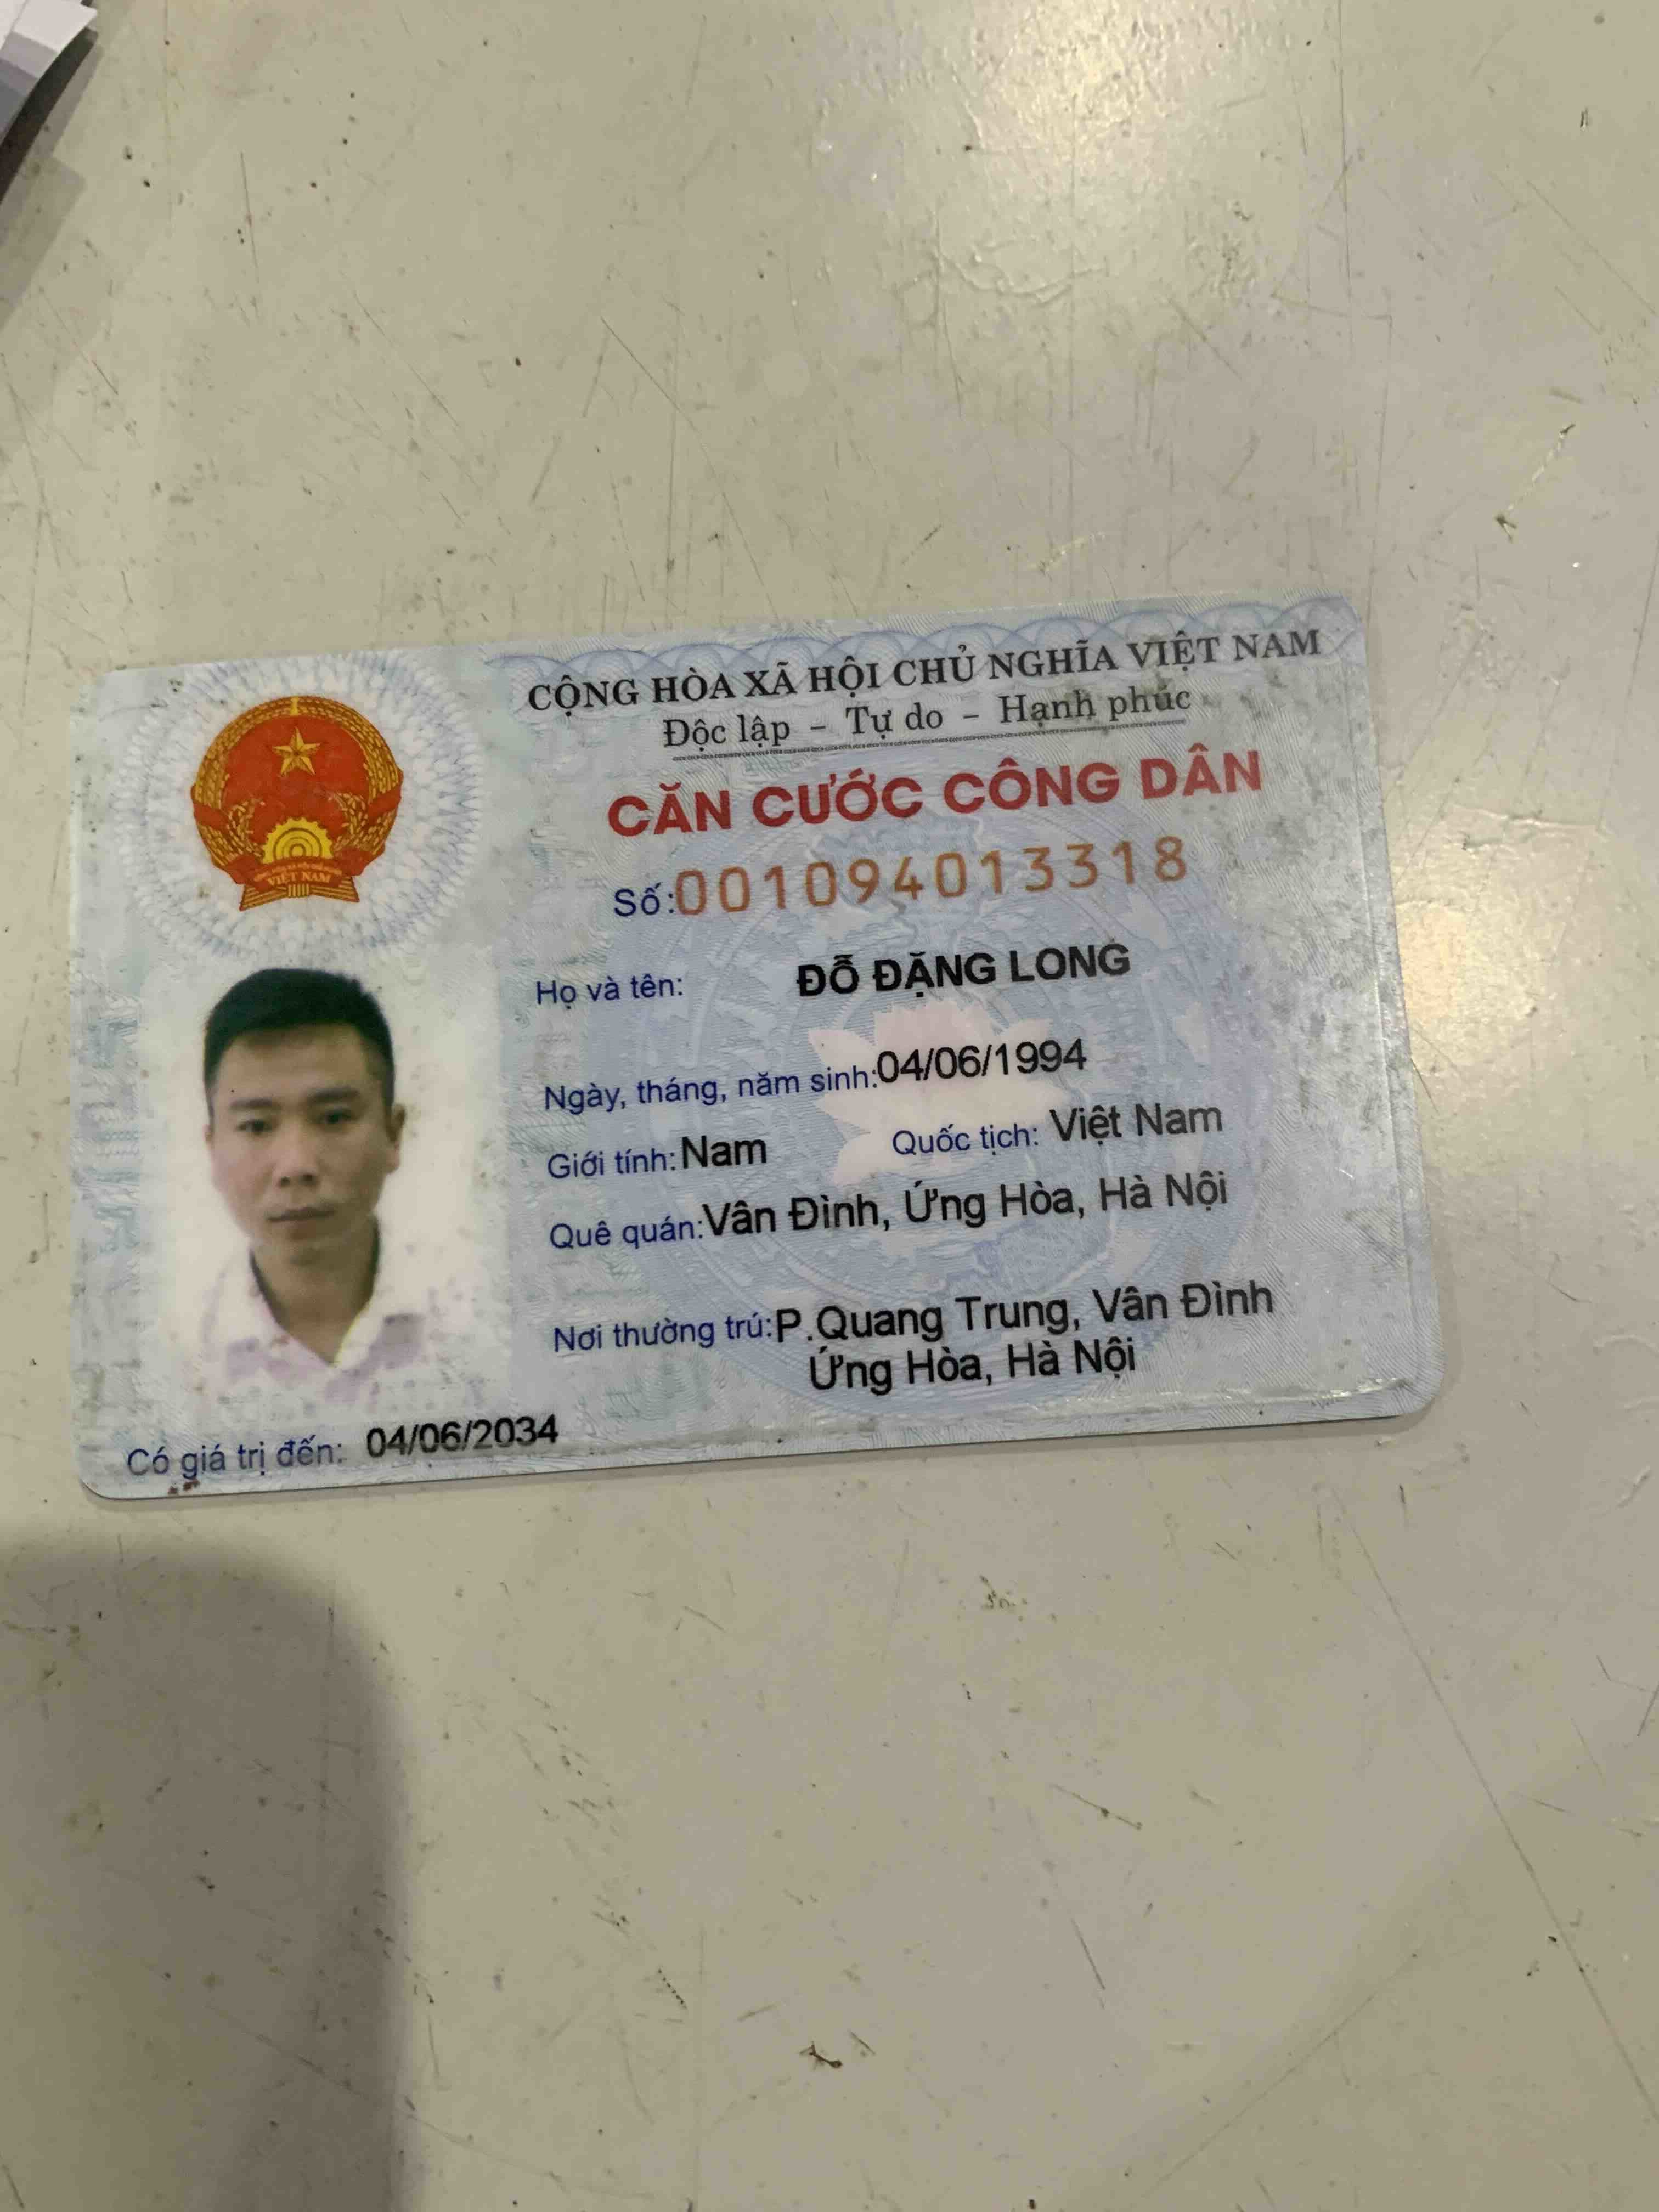 CỘNG HÒA XÃ HỘI CHỦ NGHĨA VIỆT NAM
Độc lập – Tự do – Hạnh phúc
CĂN CƯỚC CÔNG DÂN
Số: 001094013318
Họ và tên: ĐỖ ĐẶNG LONG
Ngày, tháng, năm sinh: 04/06/1994
Giới tính: Nam Quốc tịch: Việt Nam
Quê quán: Vân Đình, Ứng Hòa, Hà Nội
Nơi thường trú: P.Quang Trung, Vân Đình
Ứng Hòa, Hà Nội
Có giá trị đến: 04/06/2034
VIỆT NAM